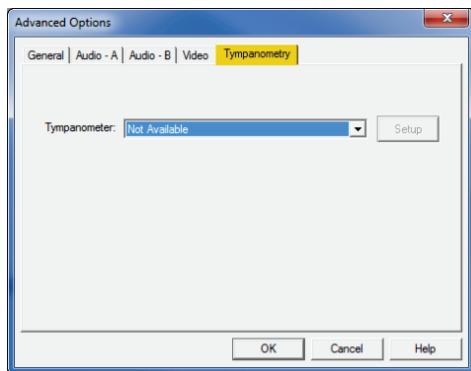 Advanced Options
General Audio - A Audio - B Video Tympanometry
Tympanometer: Not Available Setup
OK Cancel Help